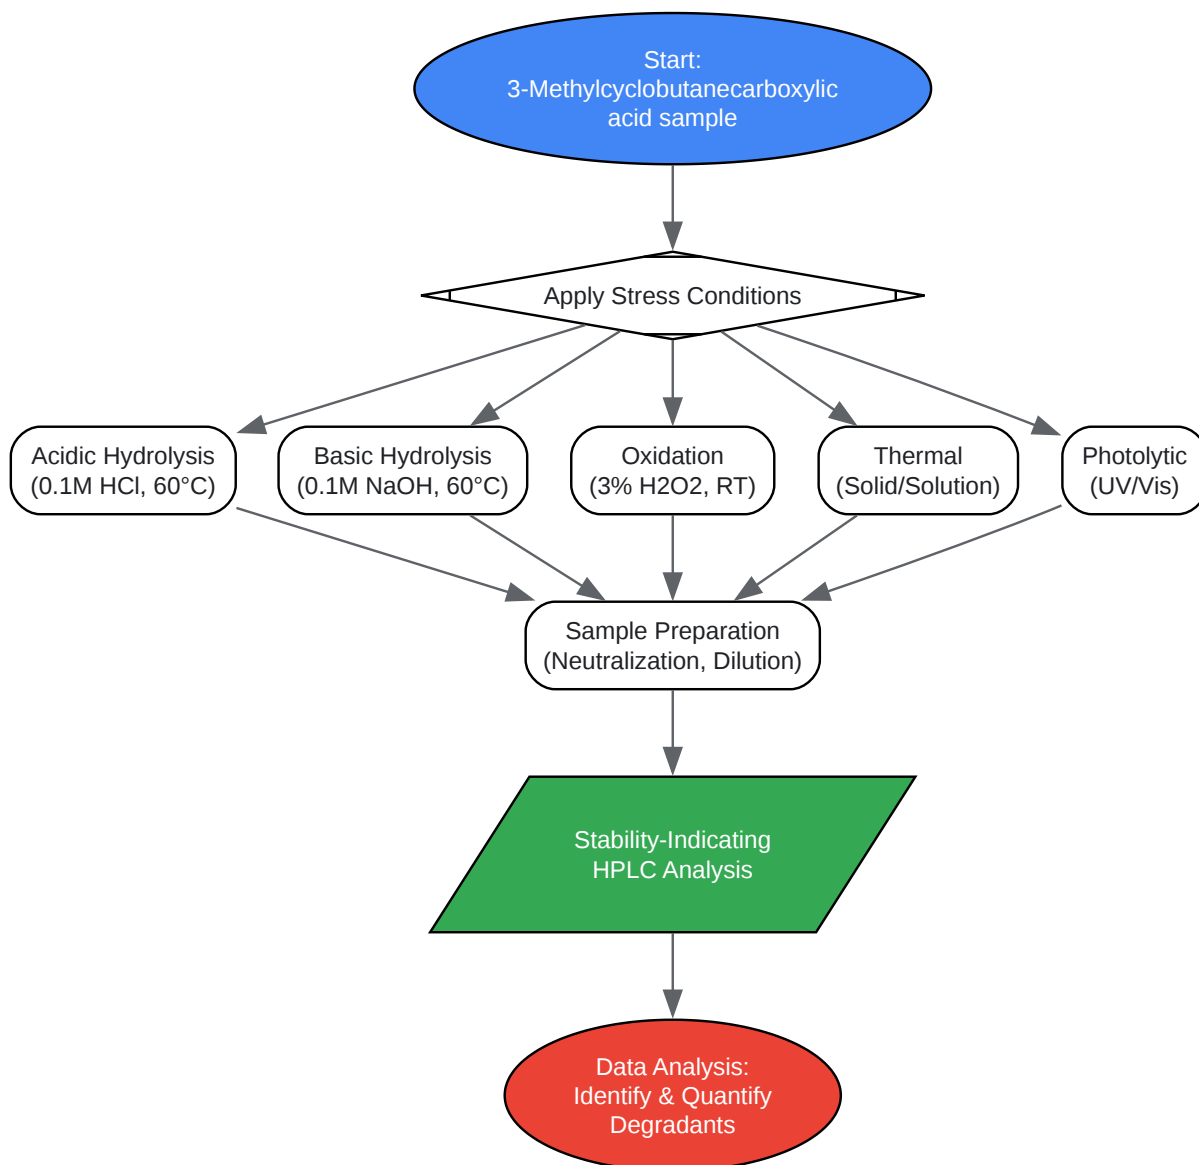 Start:
3-Methylcyclobutanecarboxylic
acid sample
Apply Stress Conditions
Acidic Hydrolysis
(0.1M HCl, 60°C)
Basic Hydrolysis
(0.1M NaOH, 60°C)
Oxidation
(3% H2O2, RT)
Thermal
(Solid/Solution)
Photolytic
(UV/Vis)
Sample Preparation
(Neutralization, Dilution)
Stability-Indicating
HPLC Analysis
Data Analysis:
Identify & Quantify
Degradants